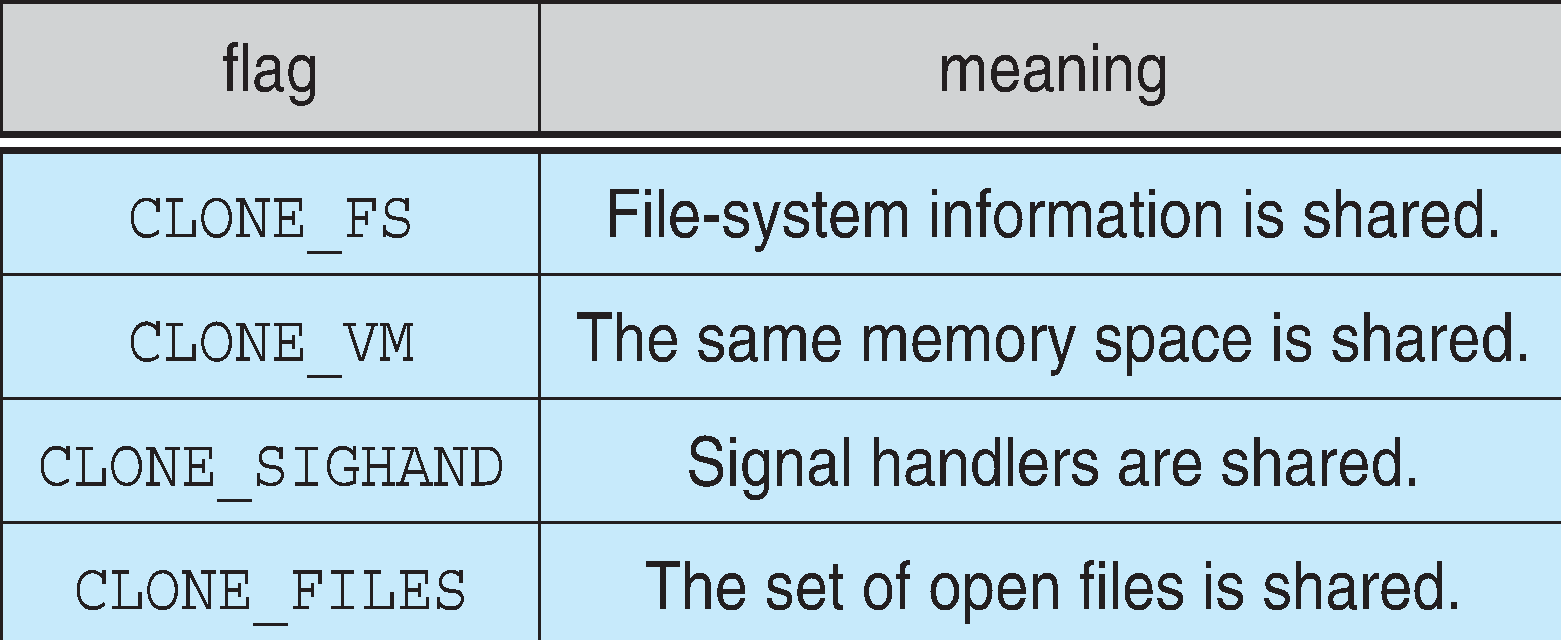 flag meaning
CLONE_FS File-system information is shared.
CLONE_VM The same memory space is shared.
CLONE_SIGHAND Signal handlers are shared.
CLONE_FILES The set of open files is shared.